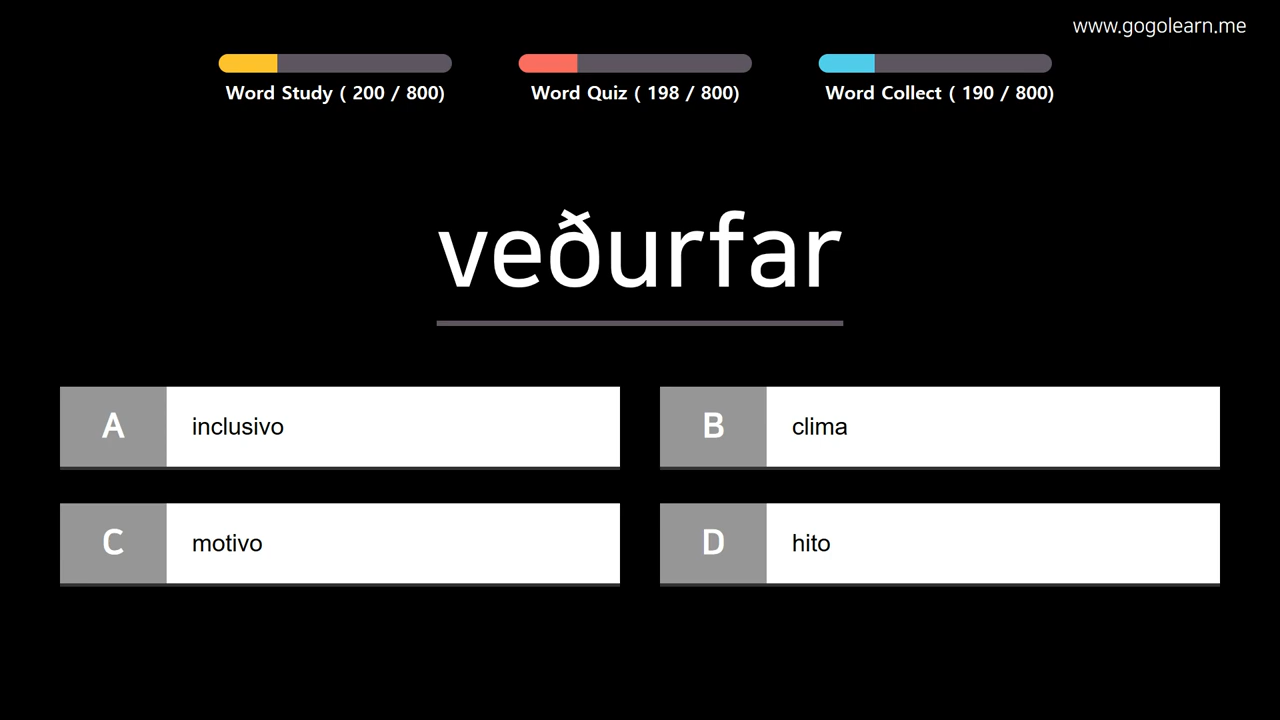 www.gogolearn.me
Word Study ( 200 / 800)
Word Quiz ( 198 / 800)
Word Collect ( 190 / 800)
veðurfar
A inclusivo
B clima
C motivo
D hito